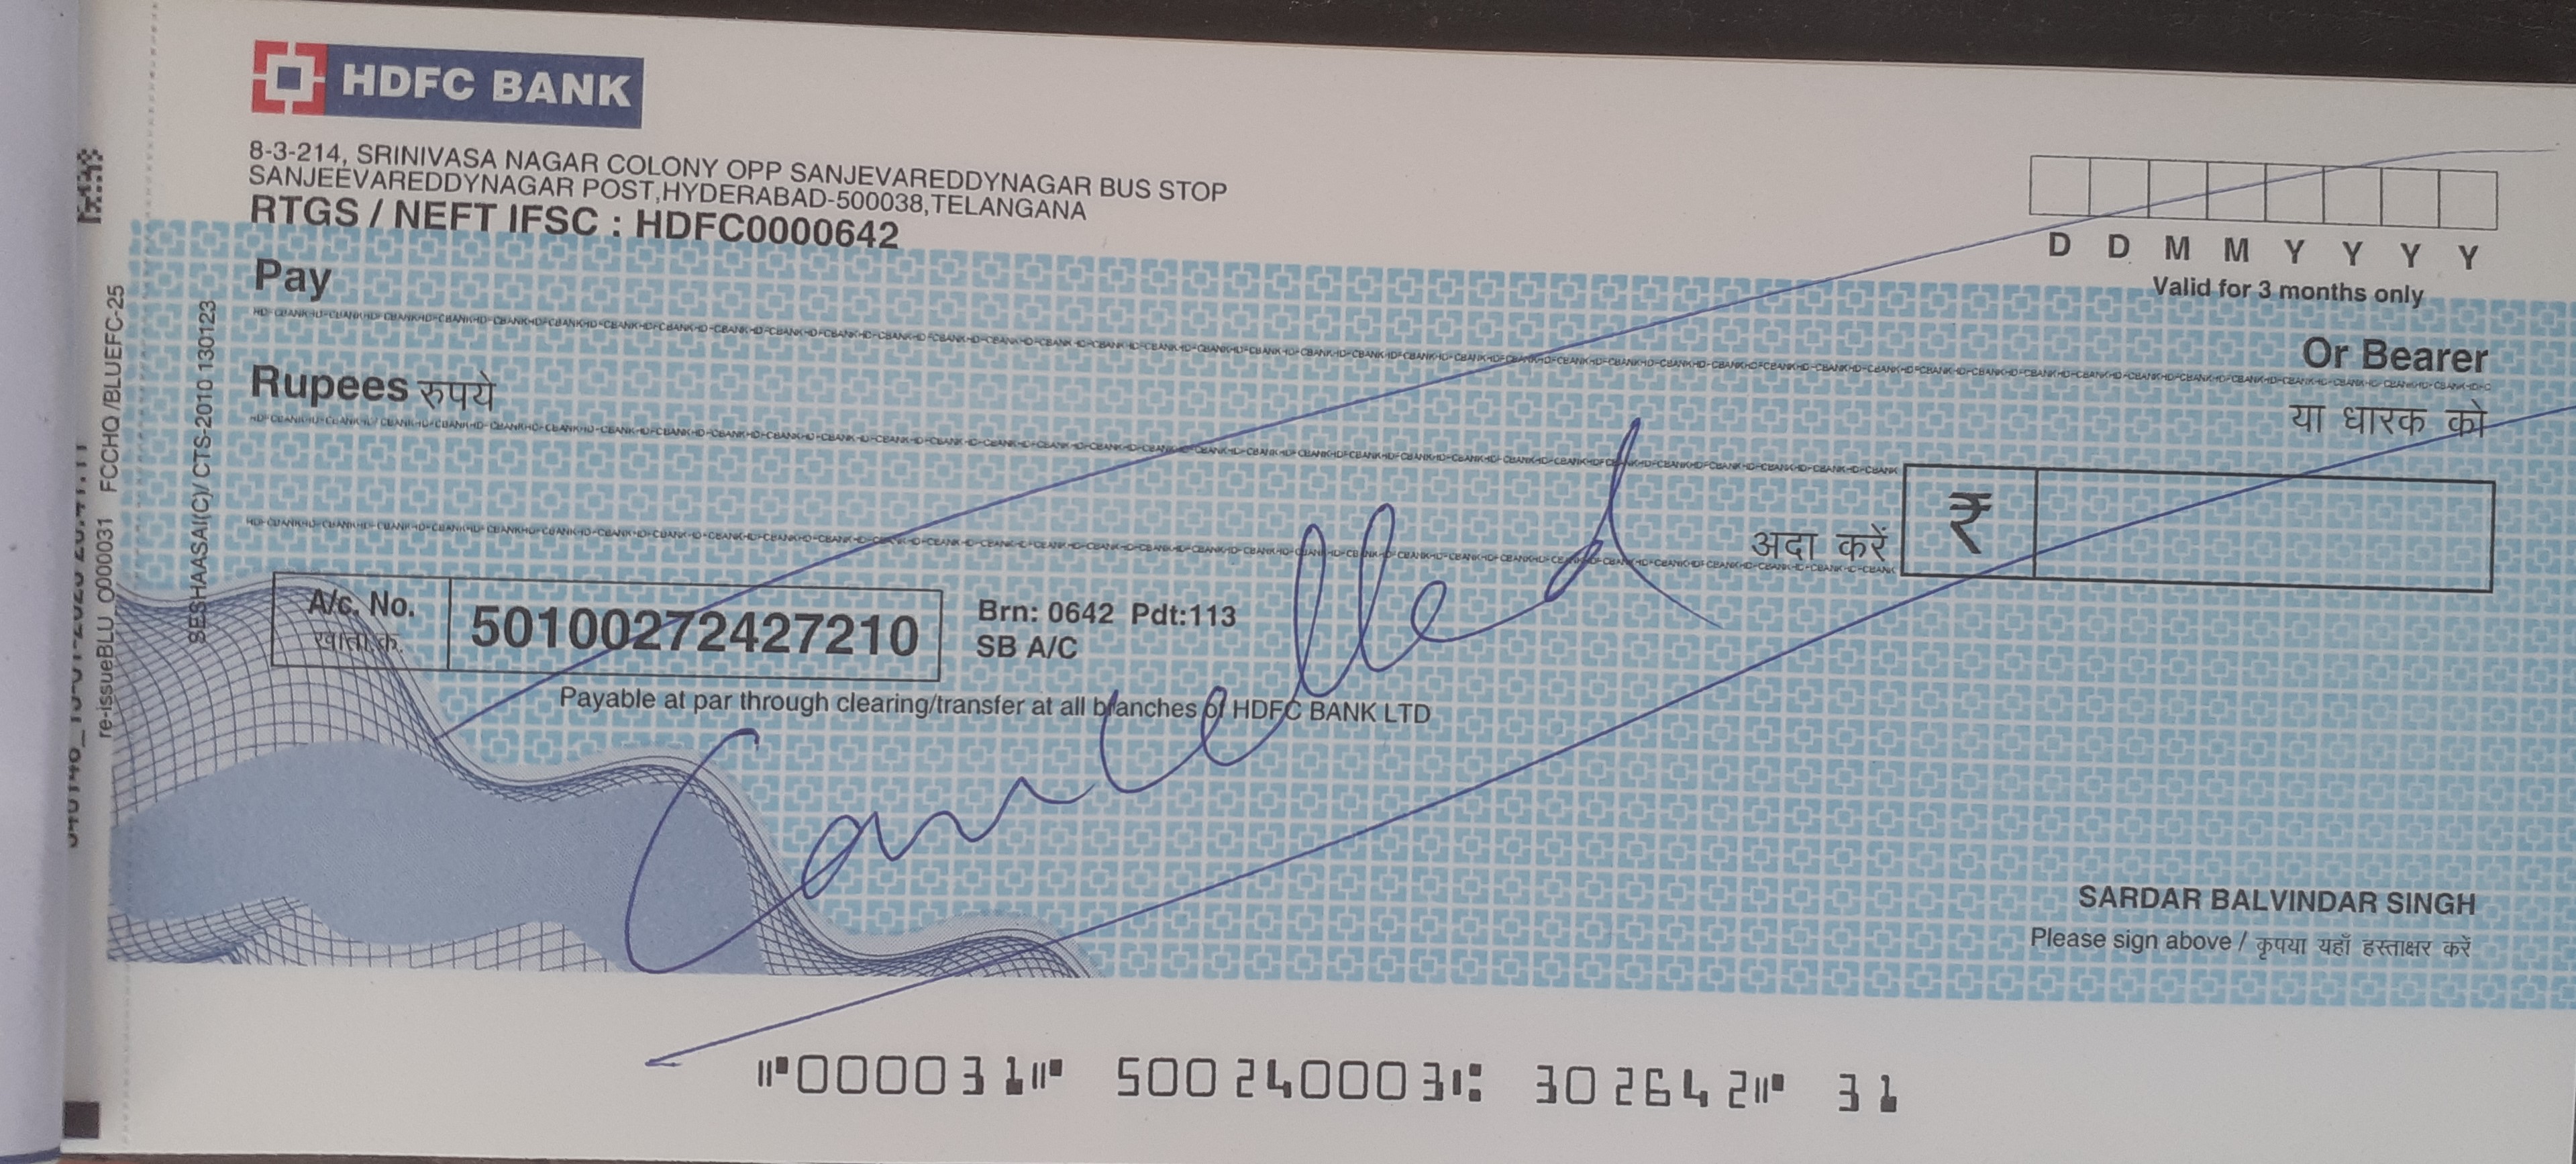 HDFC BANK
8-3-214, SRINIVASA NAGAR COLONY OPP SANJEVAREDDYNAGAR BUS STOP
SANJEEVAREDDYNAGAR POST,HYDERABAD-500038,TELANGANA
RTGS / NEFT IFSC : HDFC0000642
D D M M Y Y Y Y
Valid for 3 months only
Pay
Or Bearer
Rupees रुपये
या धारक को
अदा करें ₹
A/c. No.
खाता क्र.
50100272427210
Brn: 0642 Pdt:113
SB A/C
Payable at par through clearing/transfer at all branches of HDFC BANK LTD
Cancelled
SARDAR BALVINDAR SINGH
Please sign above / कृपया यहाँ हस्ताक्षर करें
⑈000031⑈ 500240003⑆ 302642⑈ 31
SESHAASAI(C)/ CTS-2010 130123
re-issueBLU_0000031 FCCHQ/BLUEFC-25